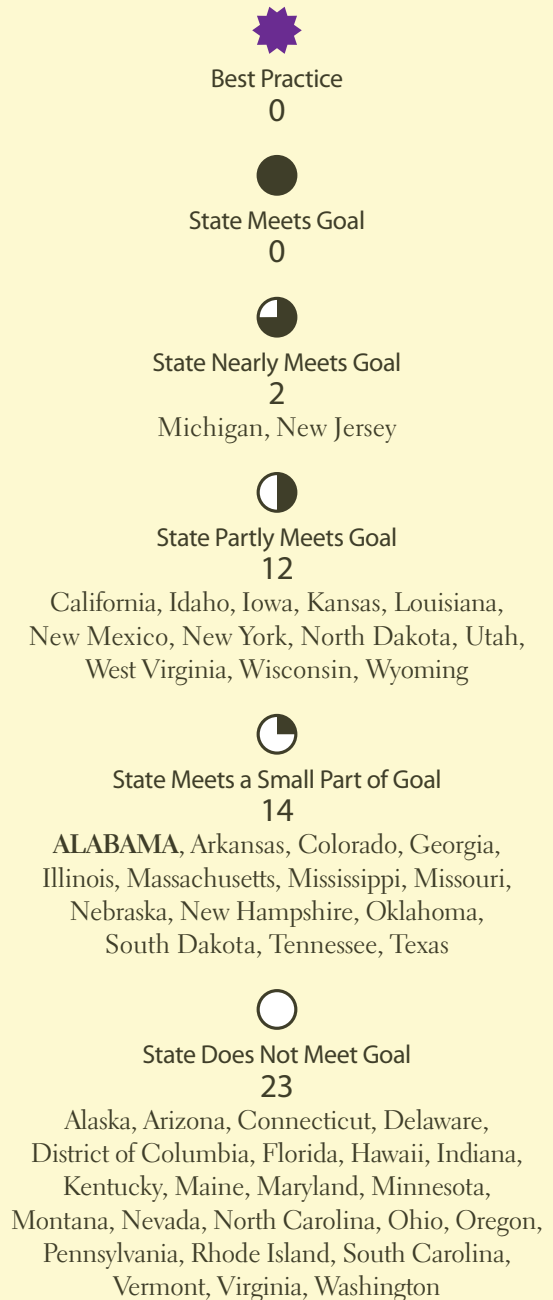 Best Practice
0
State Meets Goal
0
State Nearly Meets Goal
2
Michigan, New Jersey
State Partly Meets Goal
12
California, Idaho, Iowa, Kansas, Louisiana,
New Mexico, New York, North Dakota, Utah,
West Virginia, Wisconsin, Wyoming
State Meets a Small Part of Goal
14
ALABAMA, Arkansas, Colorado, Georgia,
Illinois, Massachusetts, Mississippi, Missouri,
Nebraska, New Hampshire, Oklahoma,
South Dakota, Tennessee, Texas
State Does Not Meet Goal
23
Alaska, Arizona, Connecticut, Delaware,
District of Columbia, Florida, Hawaii, Indiana,
Kentucky, Maine, Maryland, Minnesota,
Montana, Nevada, North Carolina, Ohio, Oregon,
Pennsylvania, Rhode Island, South Carolina,
Vermont, Virginia, Washington